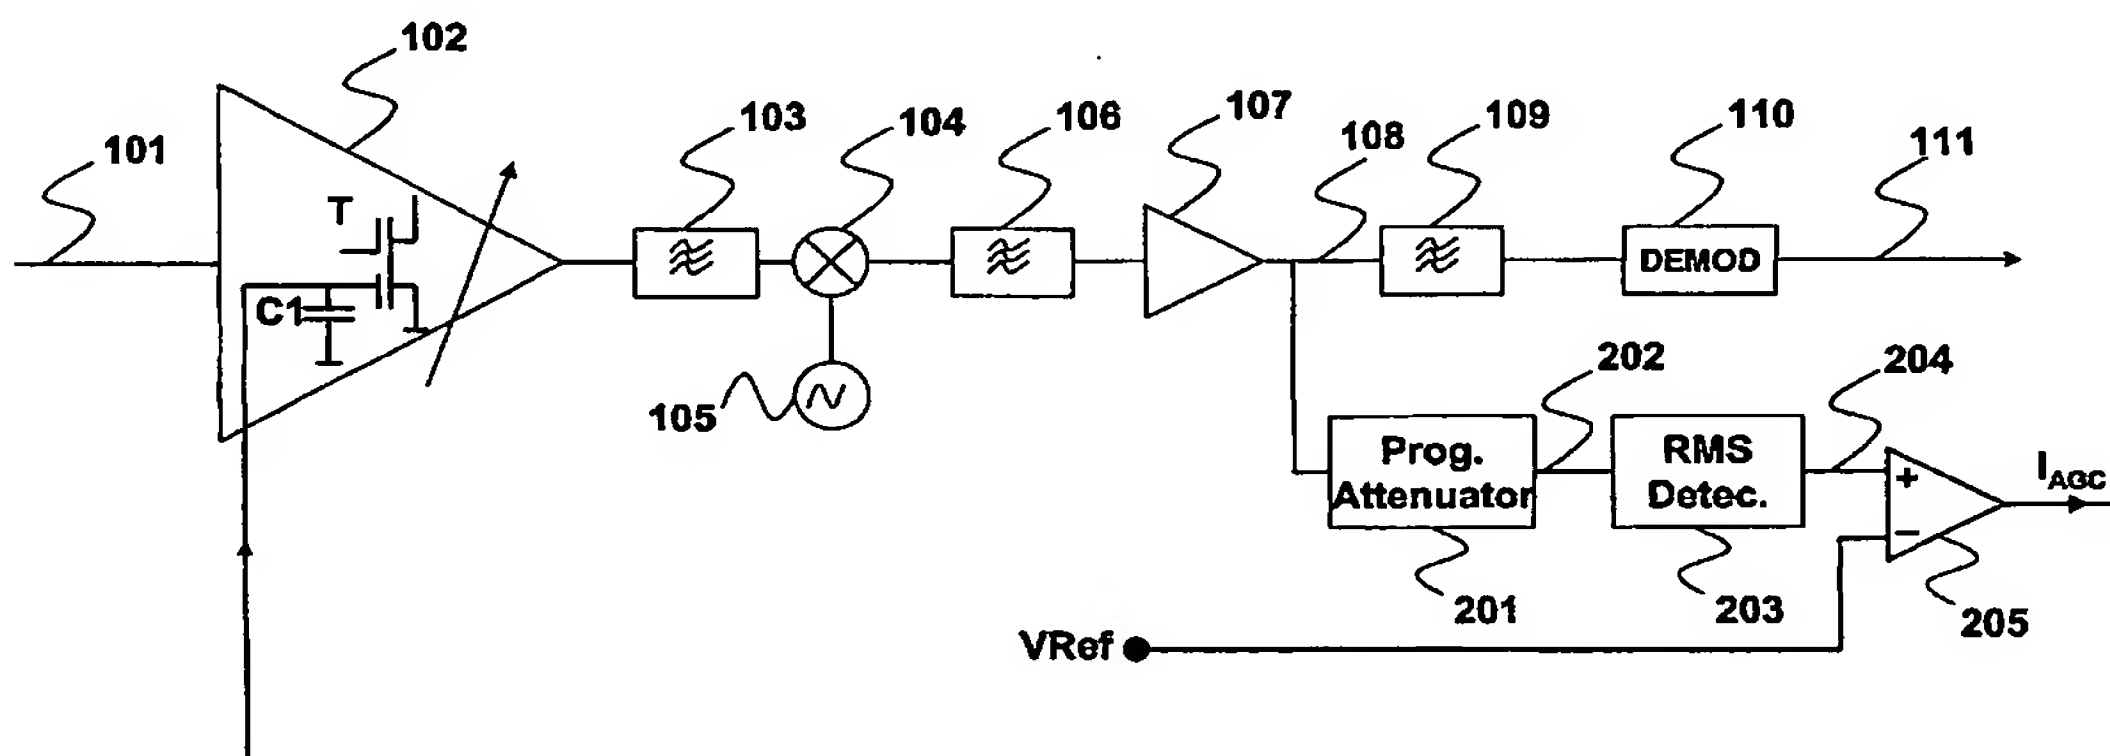 102
101
103
104
106
107
108
109
110
111
T
C1
DEMOD
105
202
204
Prog.
Attenuator
RMS
Detec.
+
−
I_AGC
201
203
205
VRef